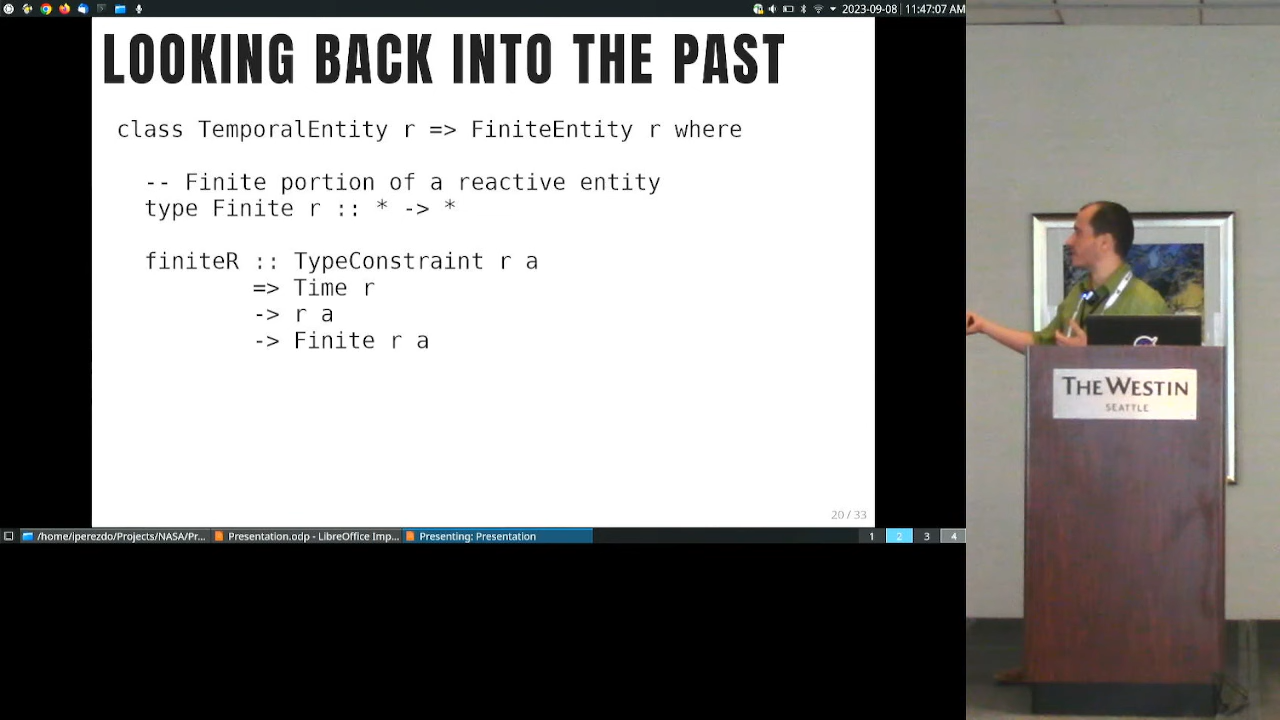 2023-09-08
11:47:07 AM
LOOKING BACK INTO THE PAST
class TemporalEntity r => FiniteEntity r where
-- Finite portion of a reactive entity
type Finite r :: * -> *
finiteR :: TypeConstraint r a
=> Time r
-> r a
-> Finite r a
20 / 33
/home/iperezdo/Projects/NASA/Pr...
Presentation.odp - LibreOffice Imp...
Presenting: Presentation
1 2 3 4
THE WESTIN
SEATTLE